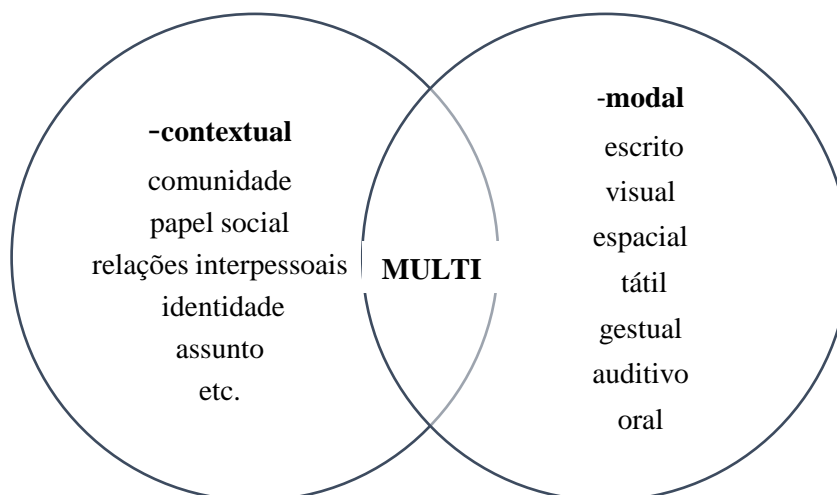 -contextual
comunidade
papel social
relações interpessoais
identidade
assunto
etc.
MULTI
-modal
escrito
visual
espacial
tátil
gestual
auditivo
oral